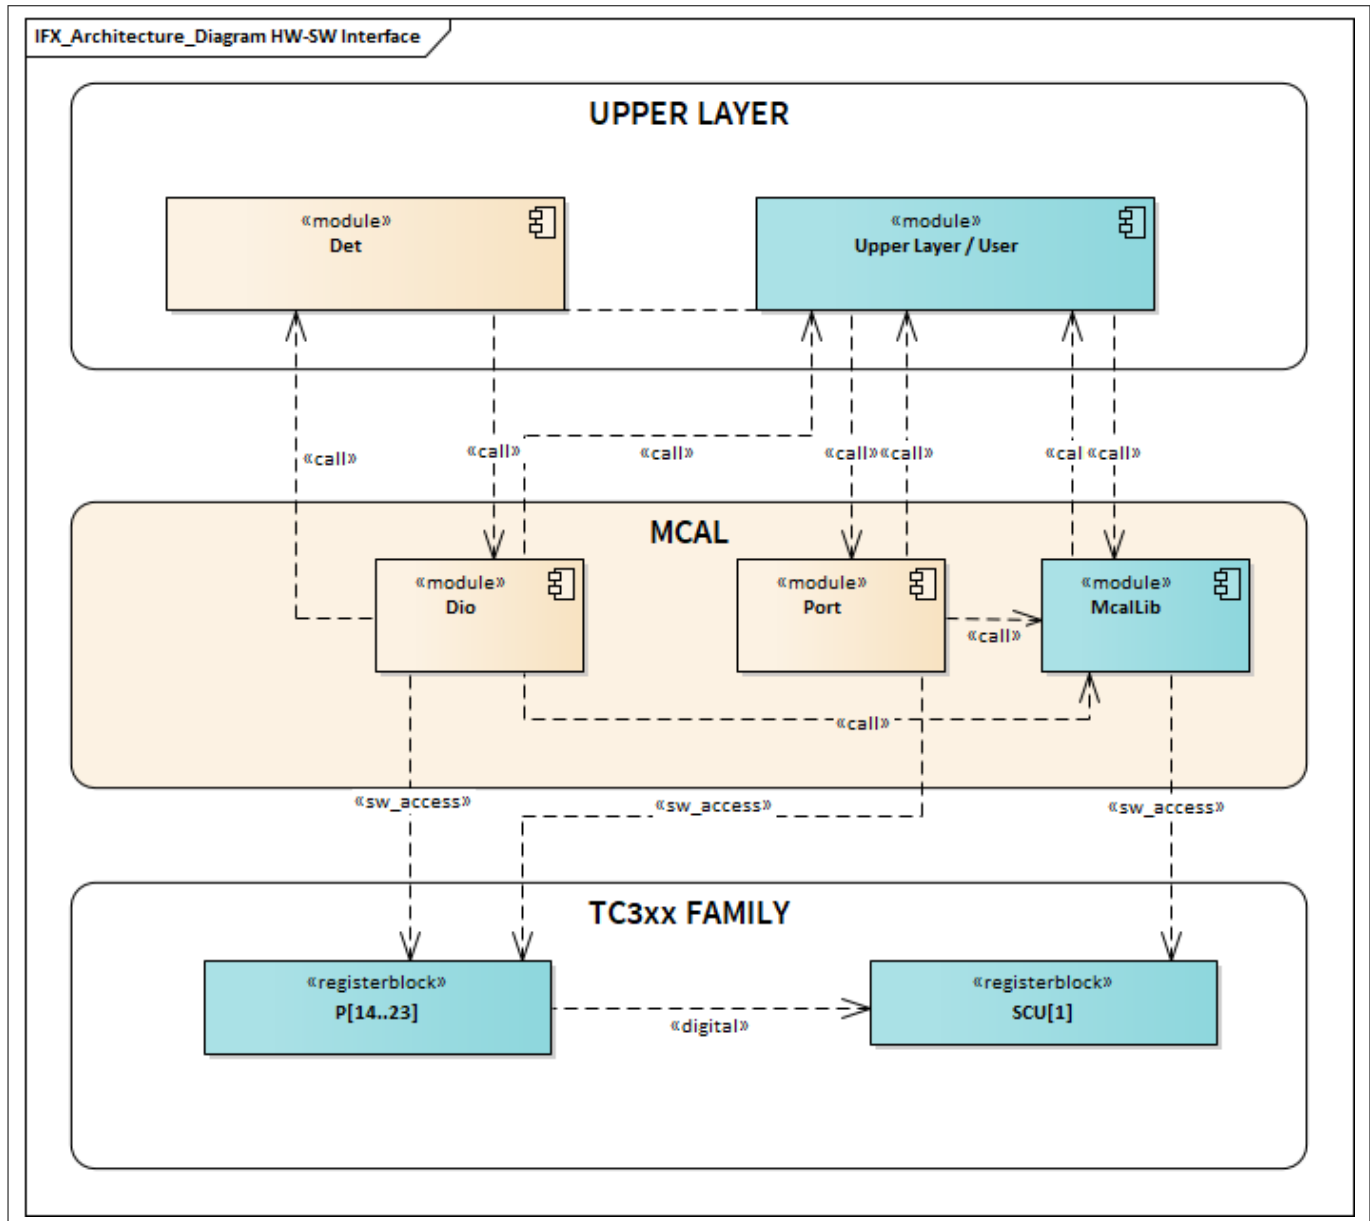 IFX_Architecture_Diagram HW-SW Interface
UPPER LAYER
«module»
Det
«module»
Upper Layer / User
«call»
«call»
«call»
«call»
«call»
«cal
«call»
MCAL
«module»
Dio
«module»
Port
«module»
McalLib
«call»
«call»
«sw_access»
«sw_access»
«sw_access»
TC3xx FAMILY
«registerblock»
P[14..23]
«registerblock»
SCU[1]
«digital»